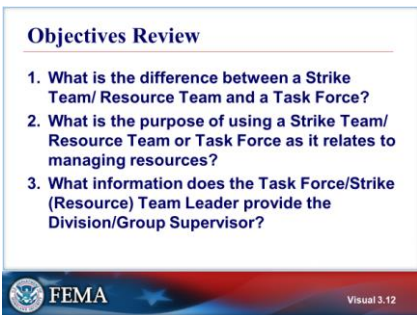 Objectives Review
1. What is the difference between a Strike
Team/ Resource Team and a Task Force?
2. What is the purpose of using a Strike Team/
Resource Team or Task Force as it relates to
managing resources?
3. What information does the Task Force/Strike
(Resource) Team Leader provide the
Division/Group Supervisor?
FEMA
Visual 3.12